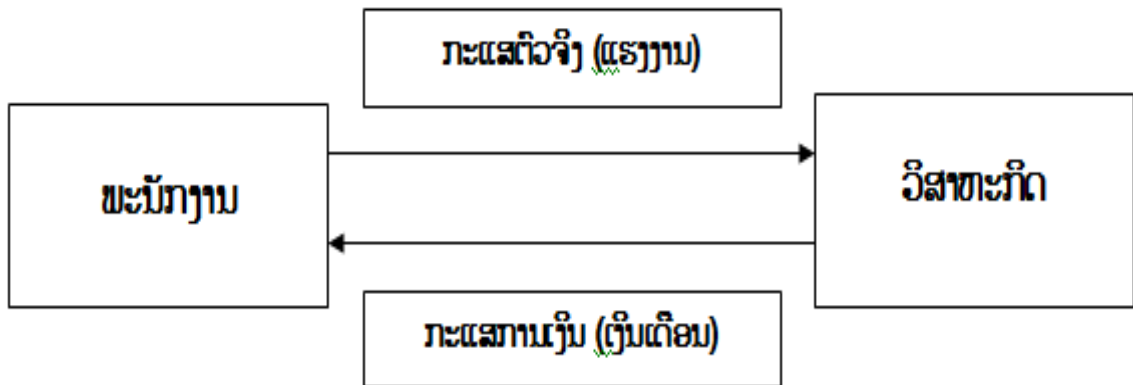 ກະແສຕົວຈິງ (ແຮງງານ)
ພະນັກງານ
ວິສາຫະກິດ
ກະແສການເງິນ (ເງິນເດືອນ)